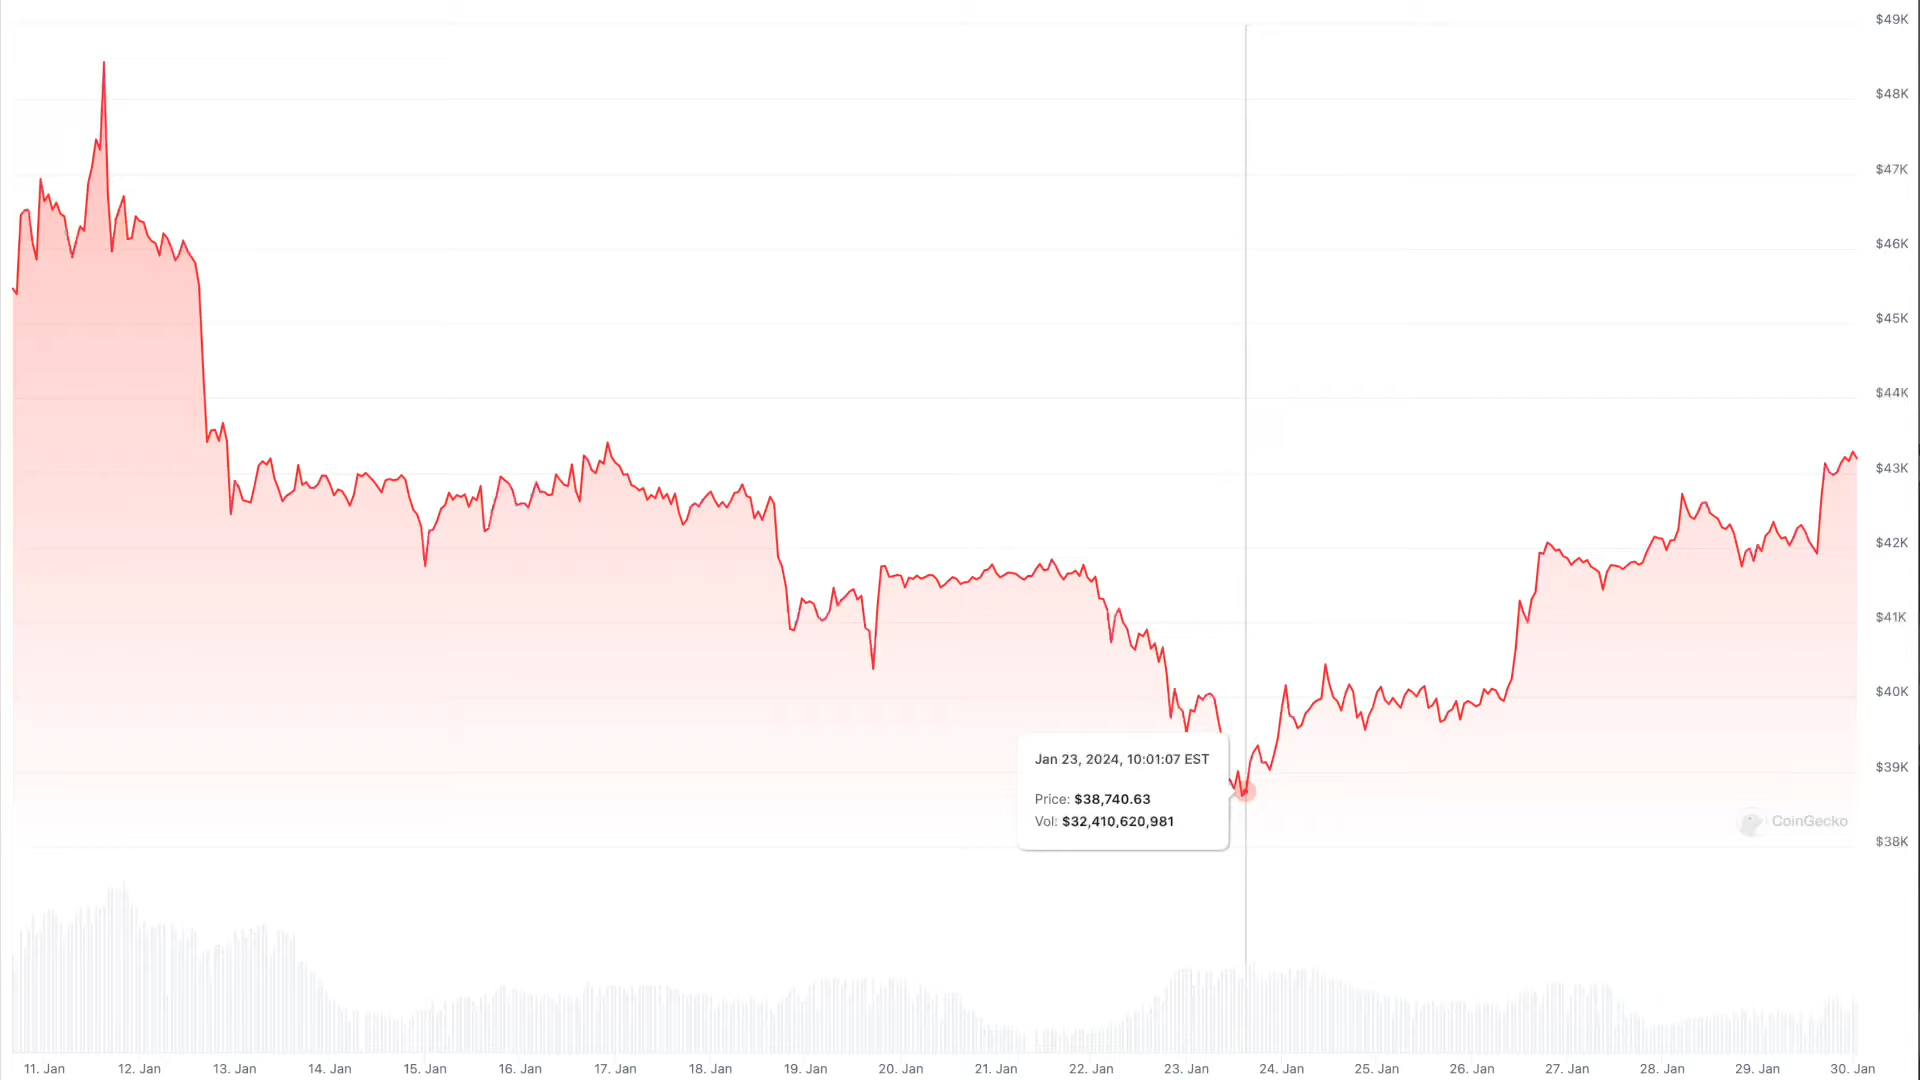 $49K
$48K
$47K
$46K
$45K
$44K
$43K
$42K
$41K
$40K
$39K
$38K
Jan 23, 2024, 10:01:07 EST
Price: $38,740.63
Vol: $32,410,620,981
CoinGecko
11. Jan 12. Jan 13. Jan 14. Jan 15. Jan 16. Jan 17. Jan 18. Jan 19. Jan 20. Jan 21. Jan 22. Jan 23. Jan 24. Jan 25. Jan 26. Jan 27. Jan 28. Jan 29. Jan 30. Jan